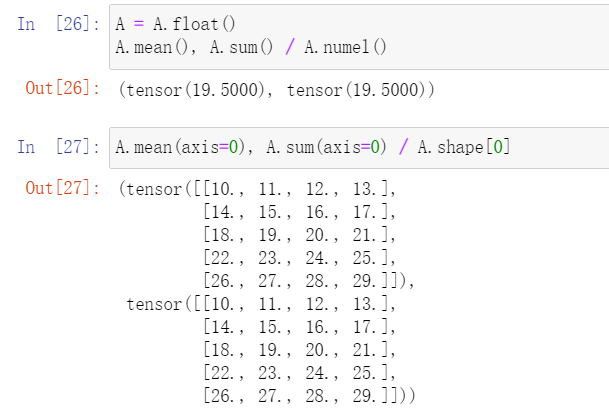 In [26]: A = A.float()
A.mean(), A.sum() / A.numel()
Out[26]: (tensor(19.5000), tensor(19.5000))
In [27]: A.mean(axis=0), A.sum(axis=0) / A.shape[0]
Out[27]: (tensor([[10., 11., 12., 13.],
[14., 15., 16., 17.],
[18., 19., 20., 21.],
[22., 23., 24., 25.],
[26., 27., 28., 29.]]),
tensor([[10., 11., 12., 13.],
[14., 15., 16., 17.],
[18., 19., 20., 21.],
[22., 23., 24., 25.],
[26., 27., 28., 29.]]))